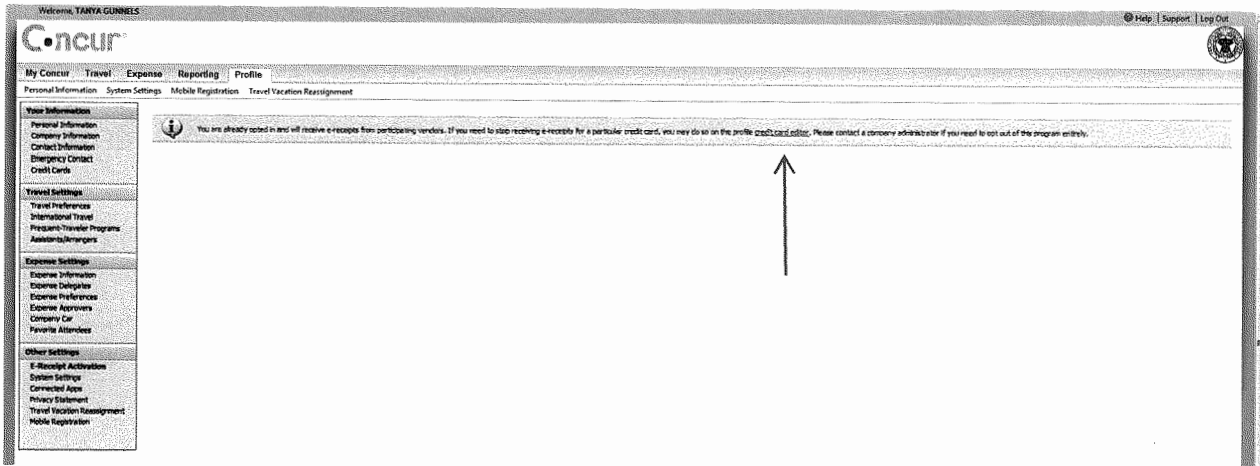 Welcome, TANYA GUNNELS
Help | Support | Log Out
C•ncur
My Concur Travel Expense Reporting Profile
Personal Information System Settings Mobile Registration Travel Vacation Reassignment
Your Information
Personal Information
Company Information
Contact Information
Emergency Contact
Credit Cards
You are already opted in and will receive e-receipts from participating vendors. If you need to stop receiving e-receipts for a particular credit card, you may do so on the profile credit card editor. Please contact a company administrator if you need to opt out of this program entirely.
Travel Settings
Travel Preferences
International Travel
Frequent-Traveler Programs
Assistants/Arrangers
Expense Settings
Expense Information
Expense Delegates
Expense Preferences
Expense Approvers
Company Car
Favorite Attendees
Other Settings
E-Receipt Activation
System Settings
Connected Apps
Privacy Statement
Travel Vacation Reassignment
Mobile Registration